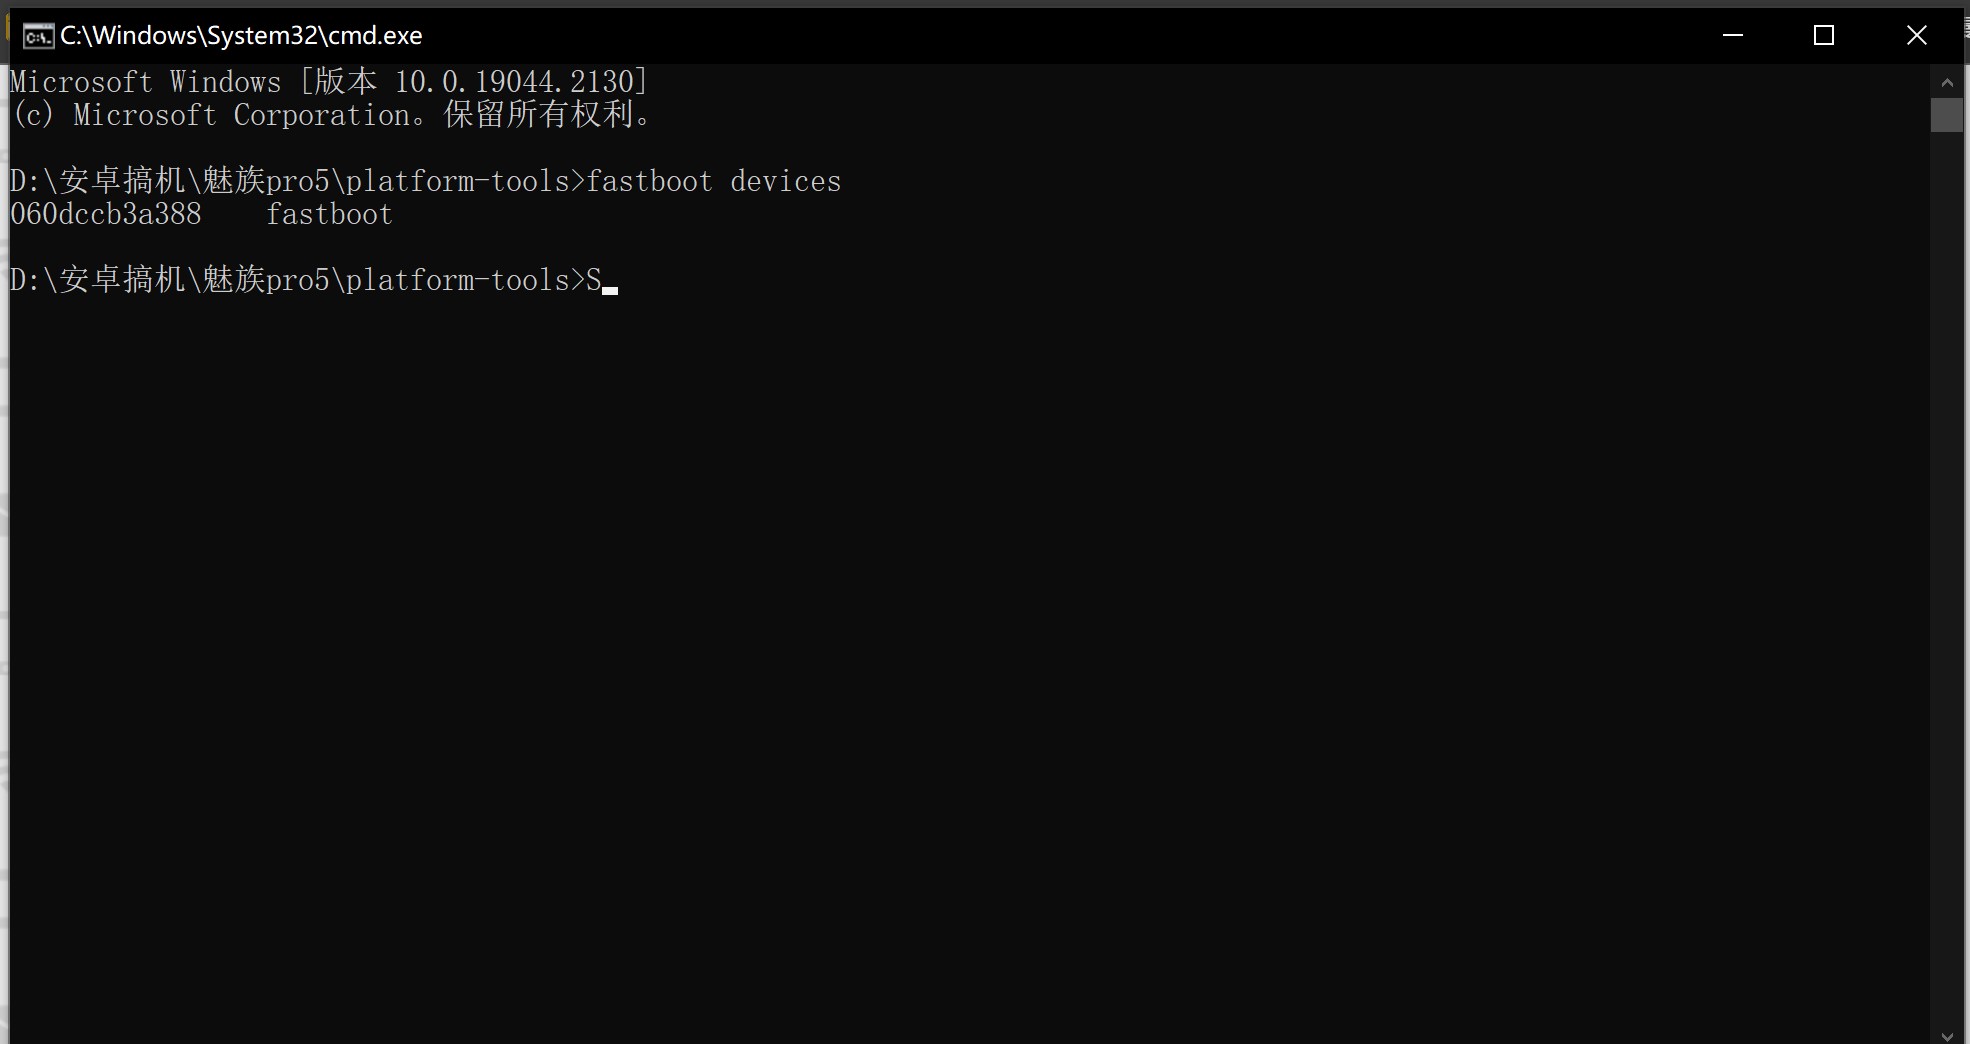 C:\Windows\System32\cmd.exe
Microsoft Windows [版本 10.0.19044.2130]
(c) Microsoft Corporation。保留所有权利。
D:\安卓搞机\魅族pro5\platform-tools>fastboot devices
060dccb3a388    fastboot
D:\安卓搞机\魅族pro5\platform-tools>S